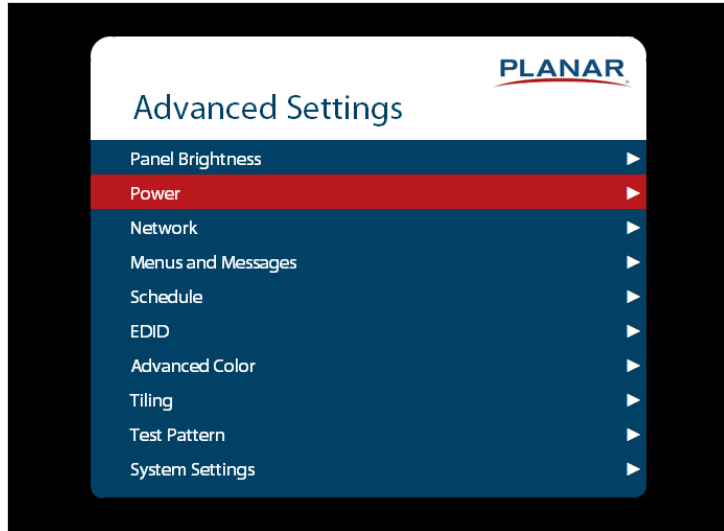 PLANAR
Advanced Settings
Panel Brightness
Power
Network
Menus and Messages
Schedule
EDID
Advanced Color
Tiling
Test Pattern
System Settings